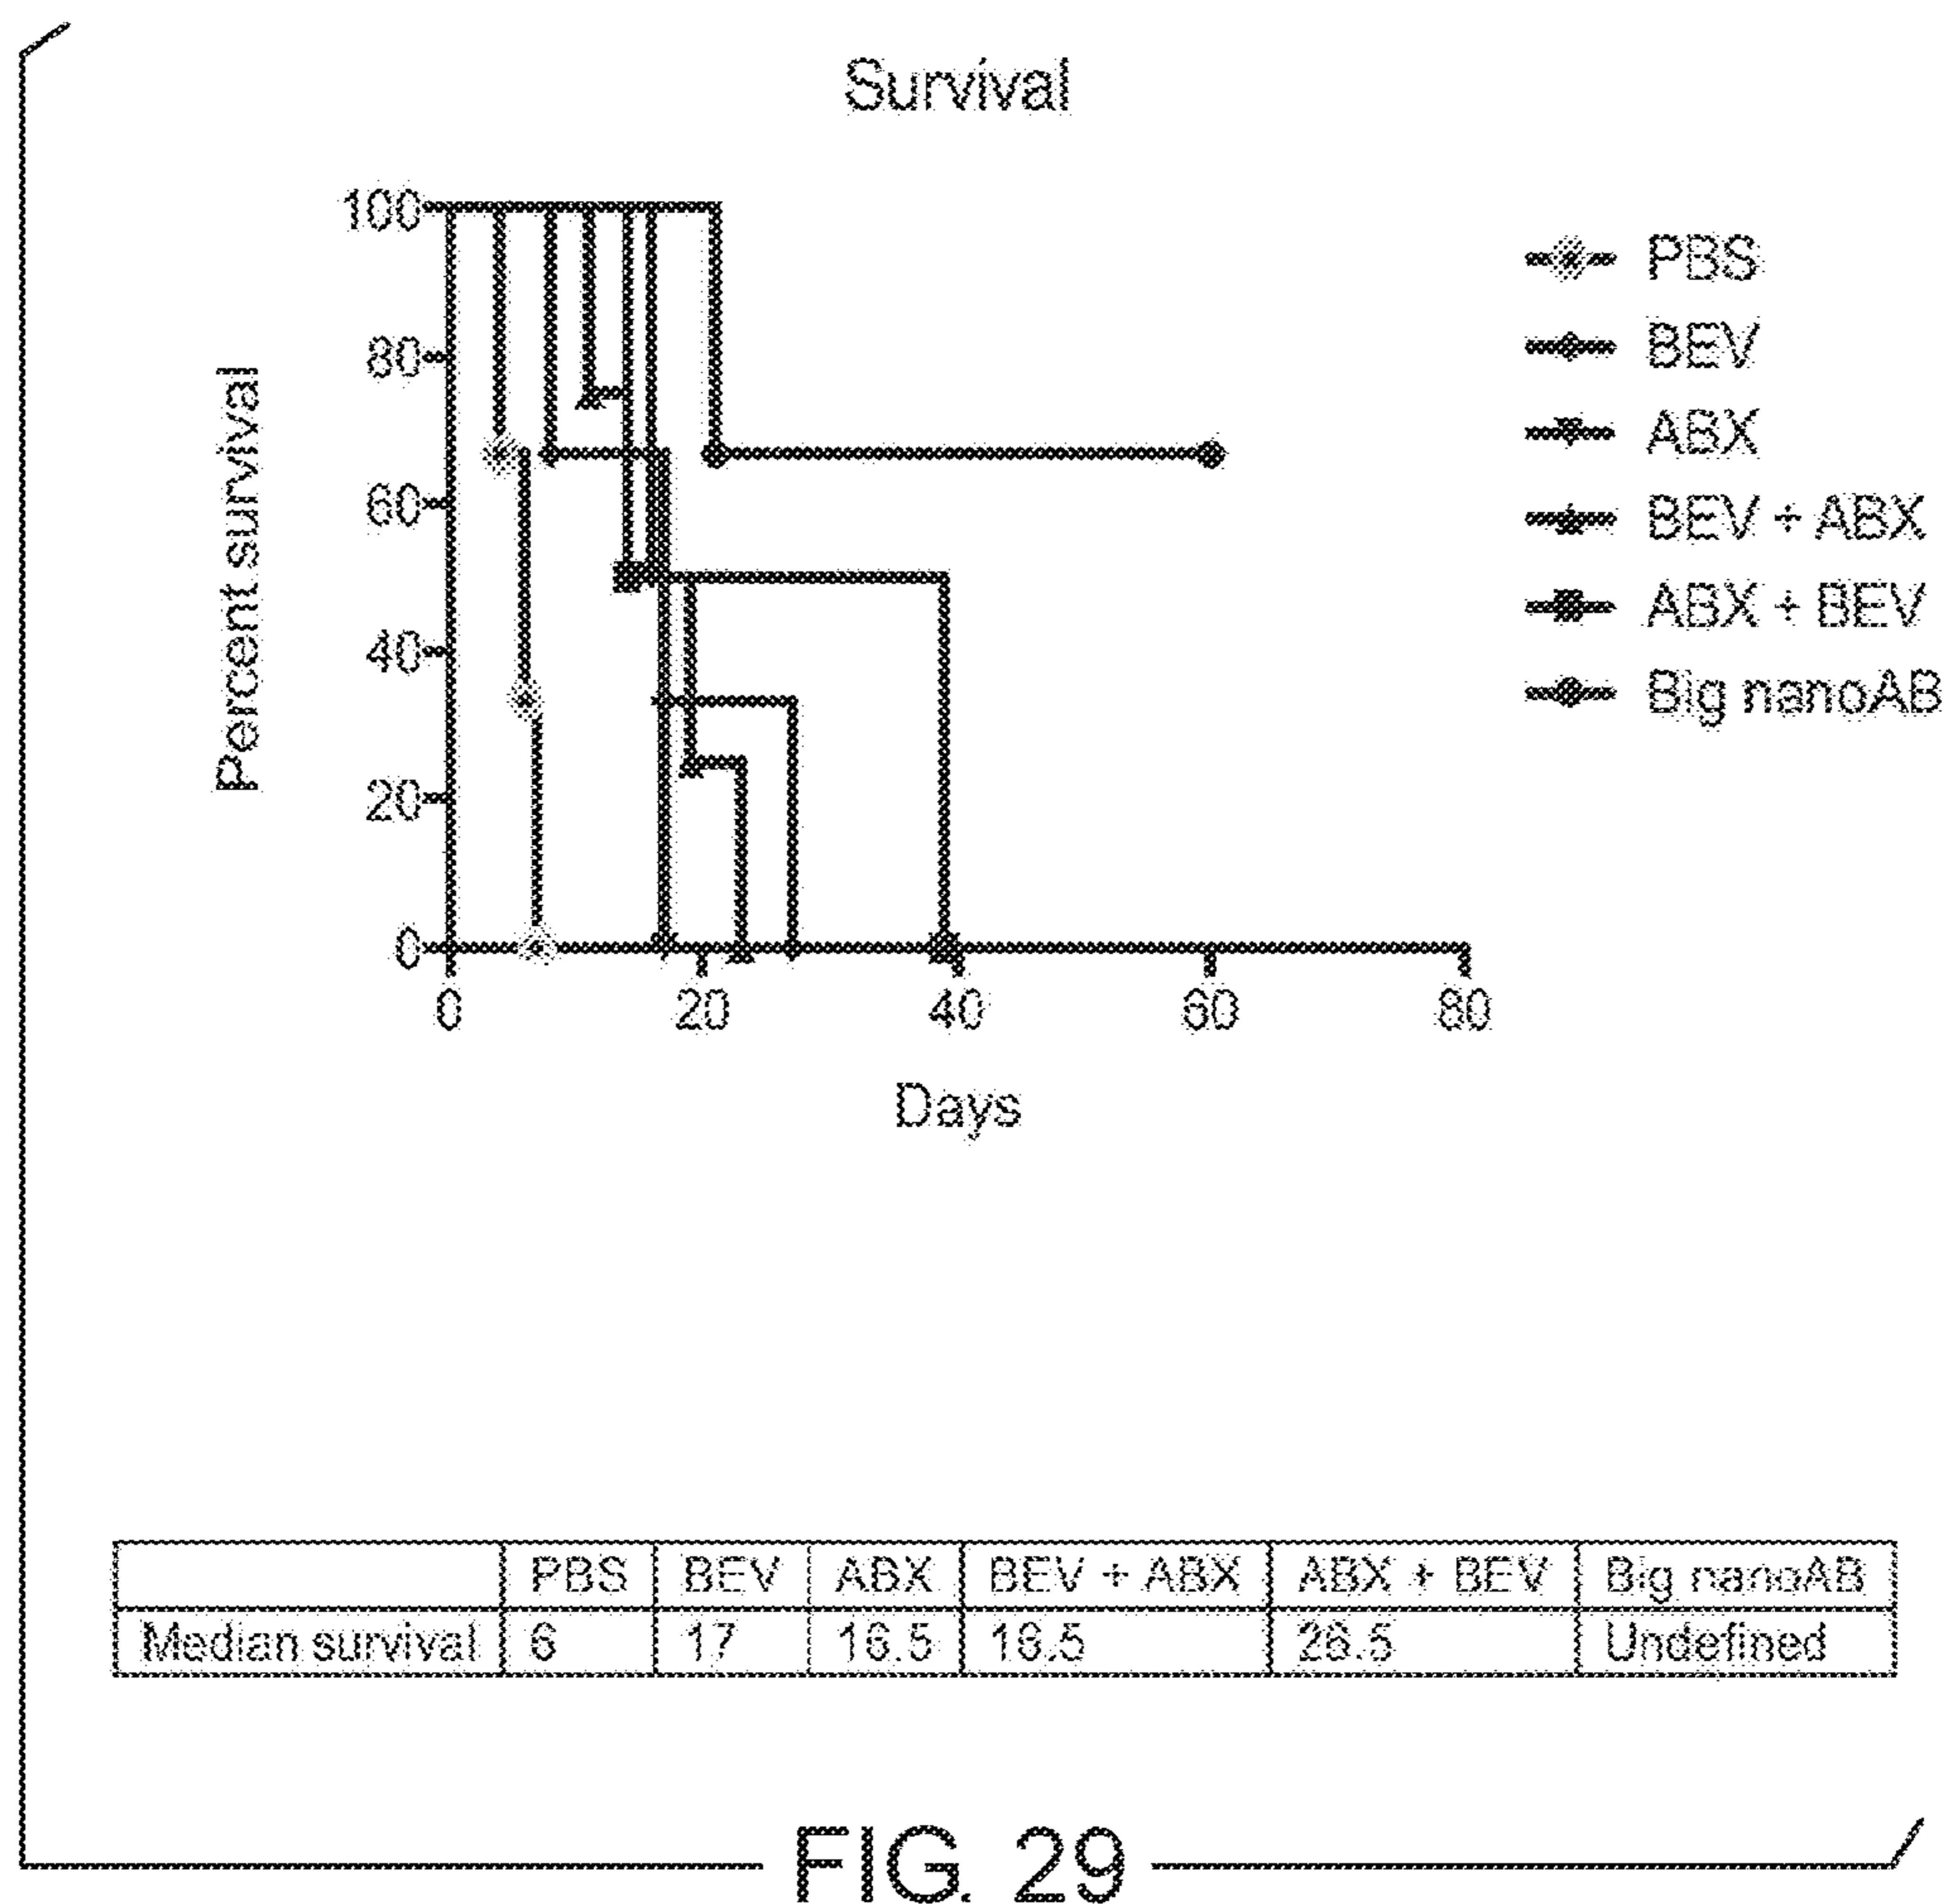 Survival
100
80
60
40
20
0
Percent survival
0 20 40 60 80
Days
PBS
BEV
ABX
BEV + ABX
ABX + BEV
Big nanoAB
PBS BEV ABX BEV + ABX ABX + BEV Big nanoAB
Median survival 6 17 16.5 16.5 26.5 Undefined
FIG. 29